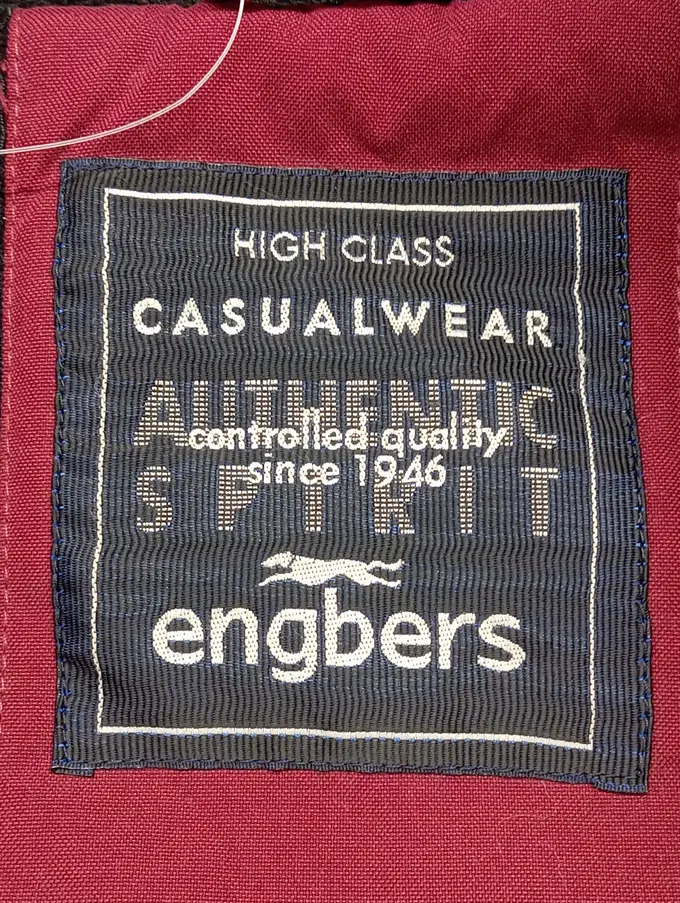 HIGH CLASS
CASUALWEAR
AUTHENTIC
controlled quality
since 1946
SPIRIT
engbers